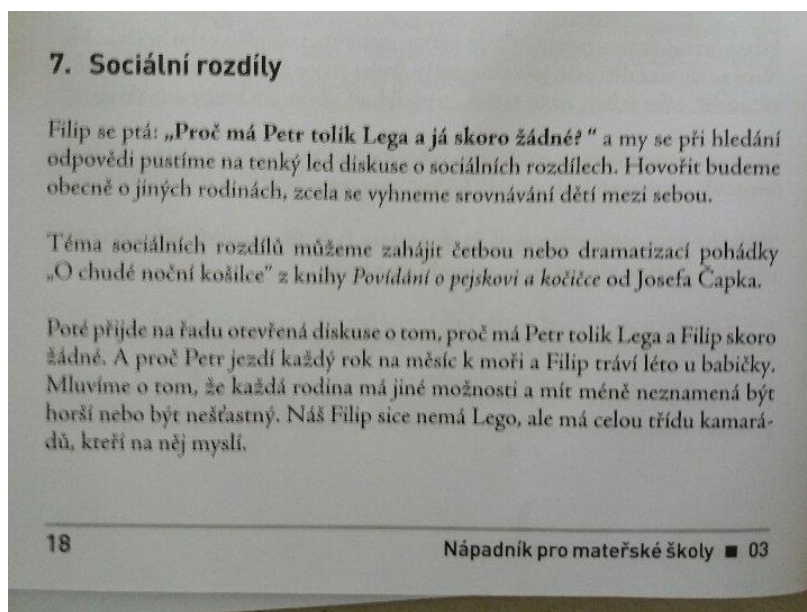 7. Sociální rozdíly
Filip se ptá: „Proč má Petr tolik Lega a já skoro žádné? “ a my se při hledání
odpovědi pustíme na tenký led diskuse o sociálních rozdílech. Hovořit budeme
obecně o jiných rodinách, zcela se vyhneme srovnávání dětí mezi sebou.
Téma sociálních rozdílů můžeme zahájit četbou nebo dramatizací pohádky
„O chudé noční košilce" z knihy Povídání o pejskovi a kočičce od Josefa Čapka.
Poté přijde na řadu otevřená diskuse o tom, proč má Petr tolik Lega a Filip skoro
žádné. A proč Petr jezdí každý rok na měsíc k moři a Filip tráví léto u babičky.
Mluvíme o tom, že každá rodina má jiné možnosti a mít méně neznamená být
horší nebo být nešťastný. Náš Filip sice nemá Lego, ale má celou třídu kamará-
dů, kteří na něj myslí.
18
Nápadník pro mateřské školy ■ 03